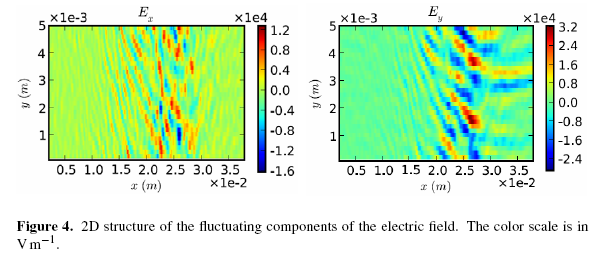 E_x
×1e-3
×1e4
5
4
3
2
1
y (m)
0.5 1.0 1.5 2.0 2.5 3.0 3.5
x (m)
×1e-2
1.2
0.8
0.4
0.0
-0.4
-0.8
-1.2
-1.6
E_y
×1e-3
×1e4
5
4
3
2
1
y (m)
0.5 1.0 1.5 2.0 2.5 3.0 3.5
x (m)
×1e-2
3.2
2.4
1.6
0.8
0.0
-0.8
-1.6
-2.4
Figure 4. 2D structure of the fluctuating components of the electric field. The color scale is in
V m⁻¹.